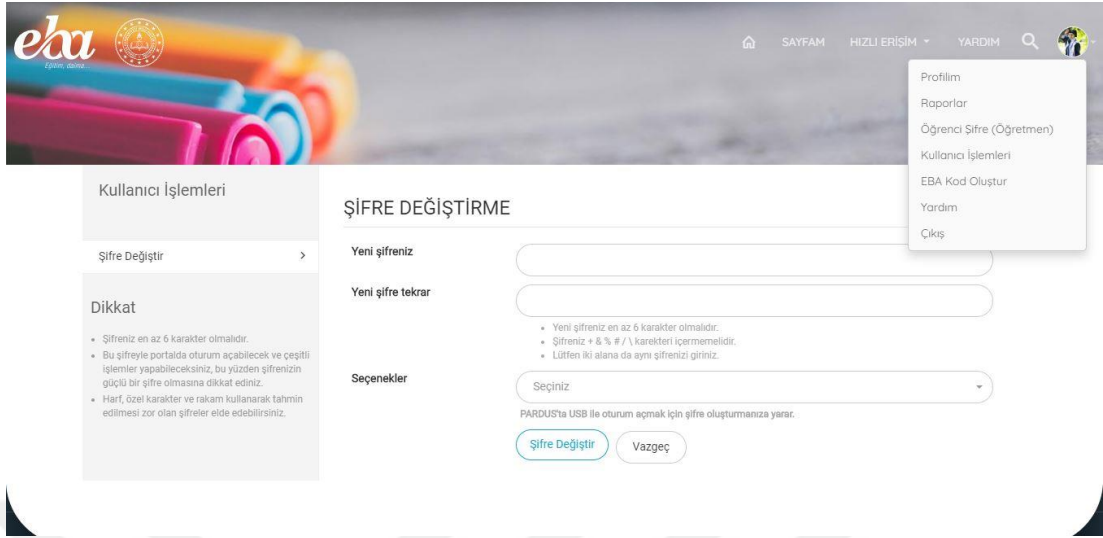 eba
Eğitim, daima...
SAYFAM
HIZLI ERİŞİM
YARDIM
Profilim
Raporlar
Öğrenci Şifre (Öğretmen)
Kullanıcı İşlemleri
EBA Kod Oluştur
Yardım
Çıkış
Kullanıcı İşlemleri
Şifre Değiştir
Dikkat
Şifreniz en az 6 karakter olmalıdır.
Bu şifreyle portalda oturum açabilecek ve çeşitli
işlemler yapabileceksiniz, bu yüzden şifrenizin
güçlü bir şifre olmasına dikkat ediniz.
Harf, özel karakter ve rakam kullanarak tahmin
edilmesi zor olan şifreler elde edebilirsiniz.
ŞİFRE DEĞİŞTİRME
Yeni şifreniz
Yeni şifre tekrar
Yeni şifreniz en az 6 karakter olmalıdır.
Şifreniz + & % # / \ karekteri içermemelidir.
Lütfen iki alana da aynı şifrenizi giriniz.
Seçenekler
Seçiniz
PARDUS'ta USB ile oturum açmak için şifre oluşturmanıza yarar.
Şifre Değiştir
Vazgeç